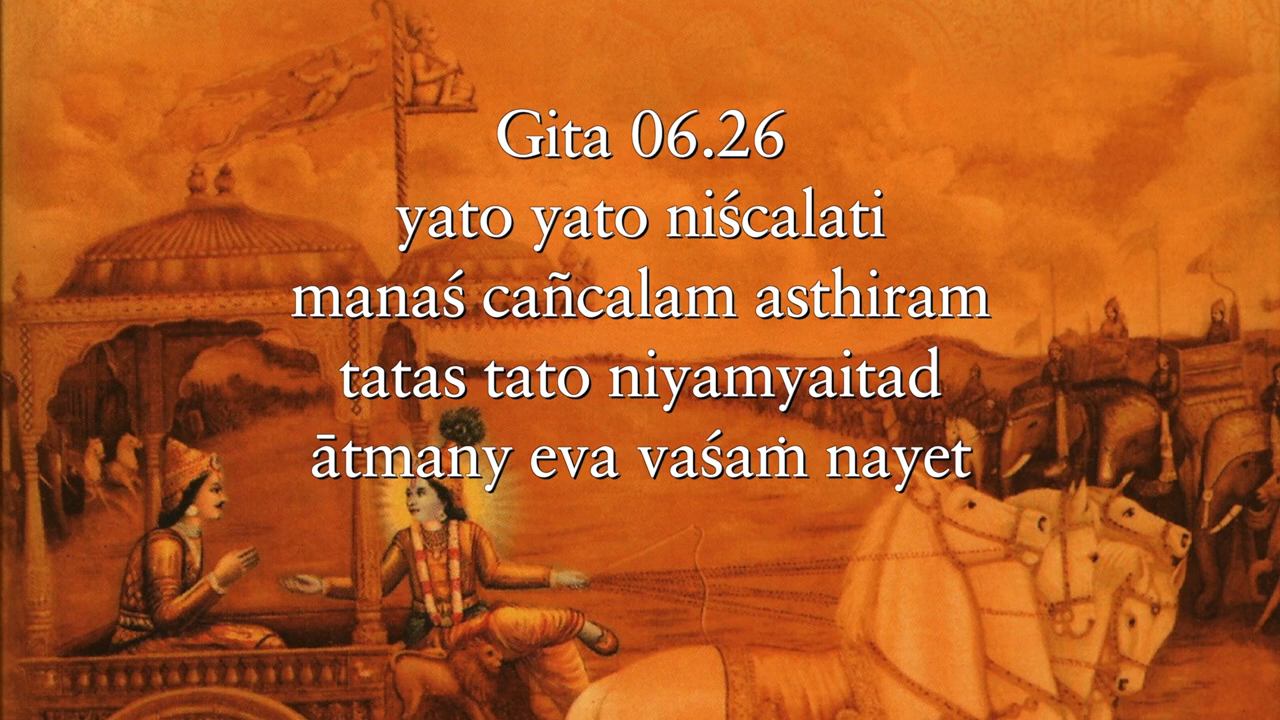 Gita 06.26
yato yato niścalati
manaś cañcalam asthiram
tatas tato niyamyaitad
ātmany eva vaśaṁ nayet